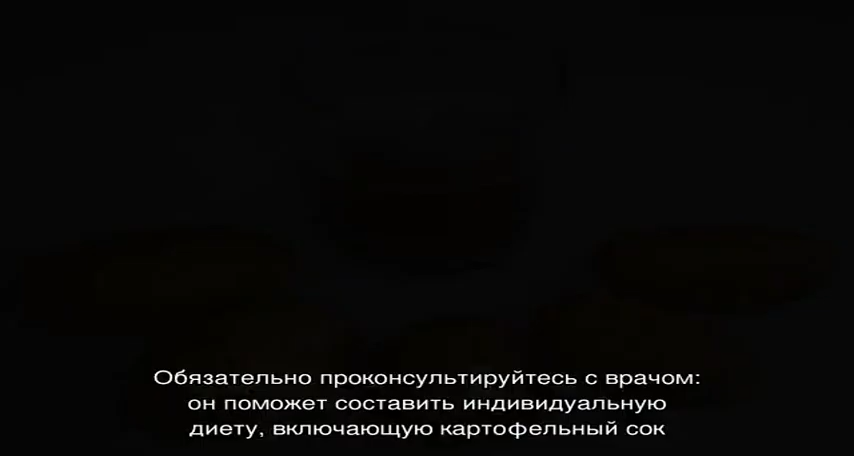 Обязательно проконсультируйтесь с врачом:
он поможет составить индивидуальную
диету, включающую картофельный сок